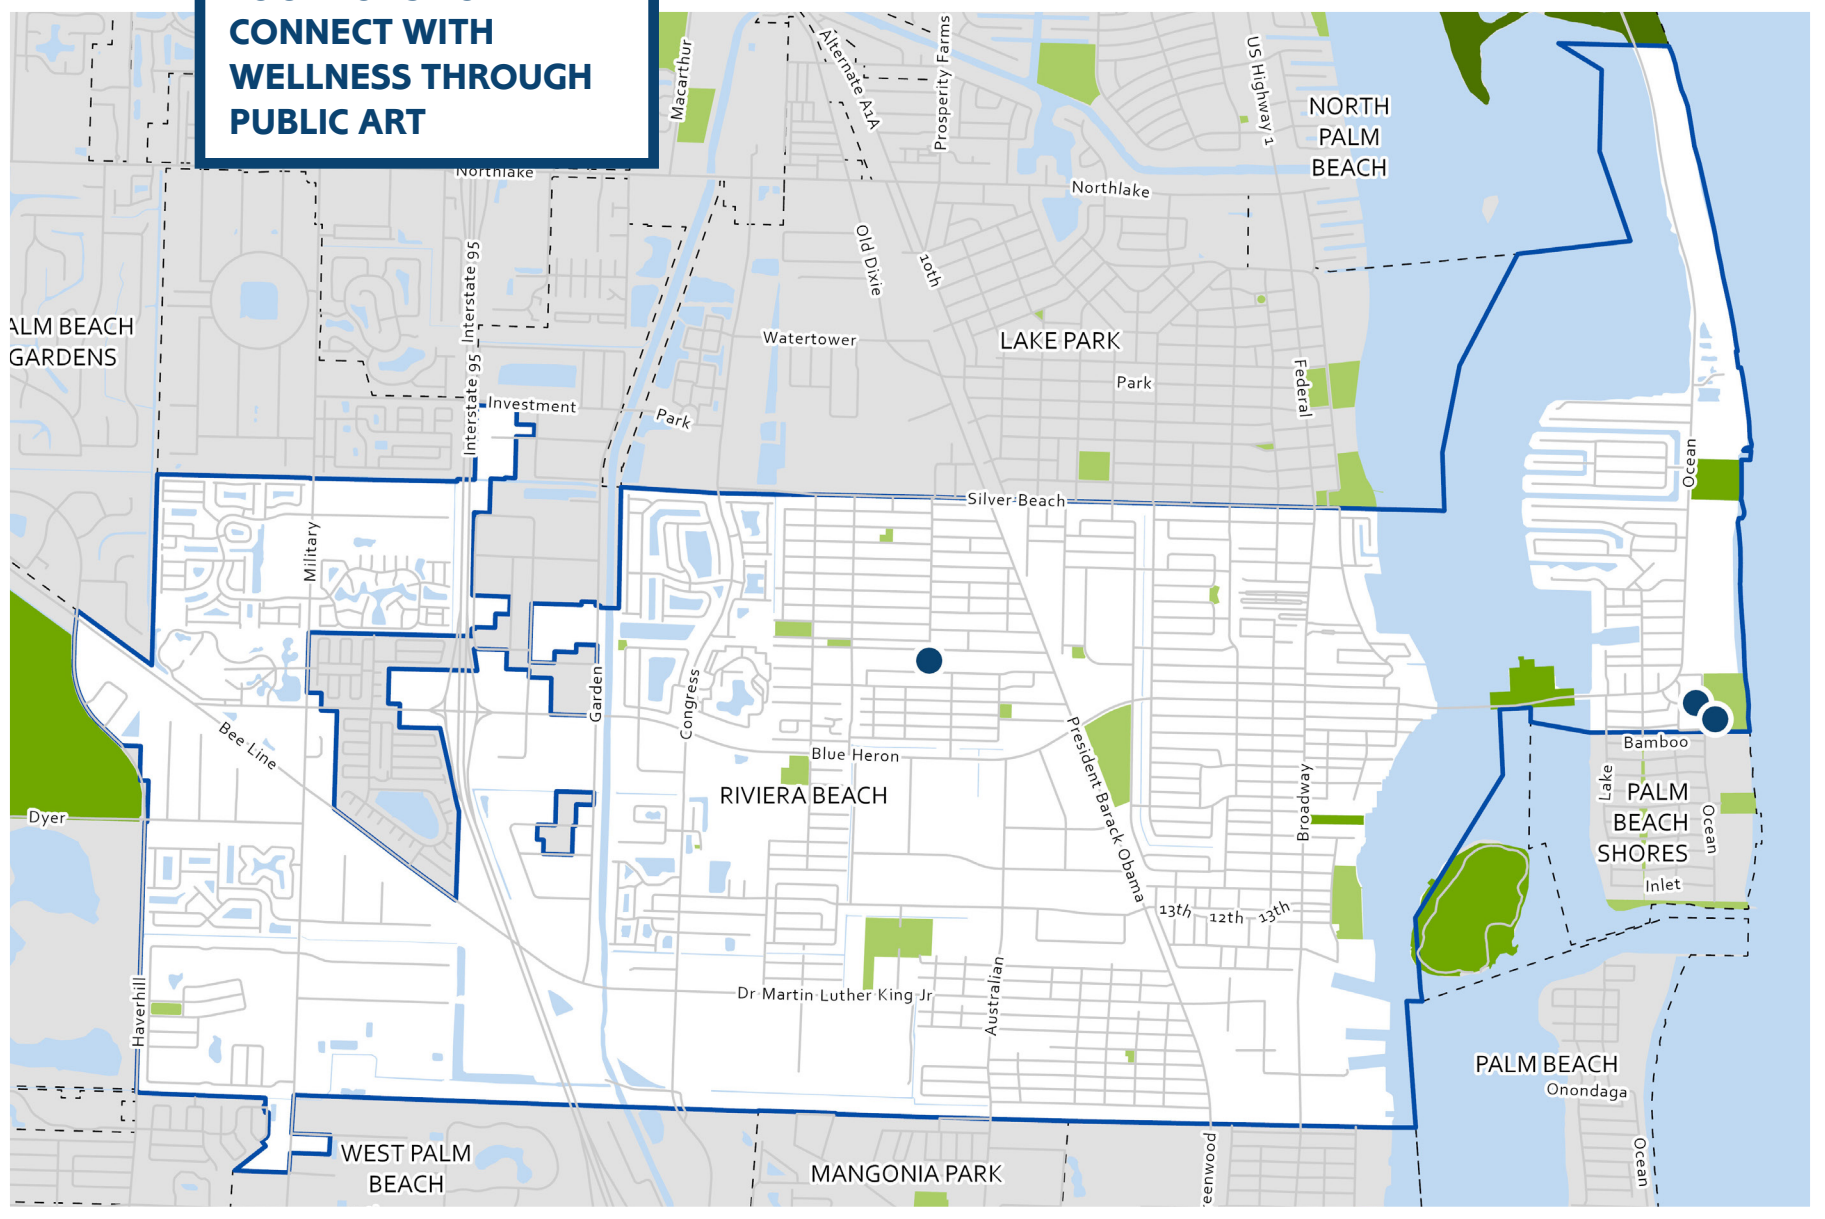 CONNECT WITH
WELLNESS THROUGH
PUBLIC ART
Macarthur
Alternate A1A
Prosperity Farms
US Highway 1
NORTH
PALM
BEACH
Northlake
Northlake
Old Dixie
10th
Interstate 95
Interstate 95
ALM BEACH
GARDENS
Watertower
LAKE PARK
Park
Federal
Investment
Park
Ocean
Silver Beach
Military
Garden
Congress
Bee Line
Blue Heron
RIVIERA BEACH
President Barack Obama
Broadway
Bamboo
Lake
PALM
BEACH
SHORES
Ocean
Inlet
Dyer
13th
12th
13th
Haverhill
Dr Martin Luther King Jr
Australian
PALM BEACH
Onondaga
Ocean
WEST PALM
BEACH
MANGONIA PARK
eenwood